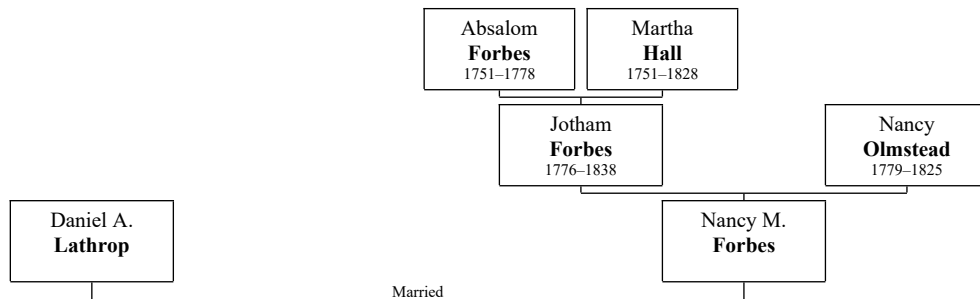 Absalom
Forbes
1751–1778
Martha
Hall
1751–1828
Jotham
Forbes
1776–1838
Nancy
Olmstead
1779–1825
Daniel A.
Lathrop
Nancy M.
Forbes
Married